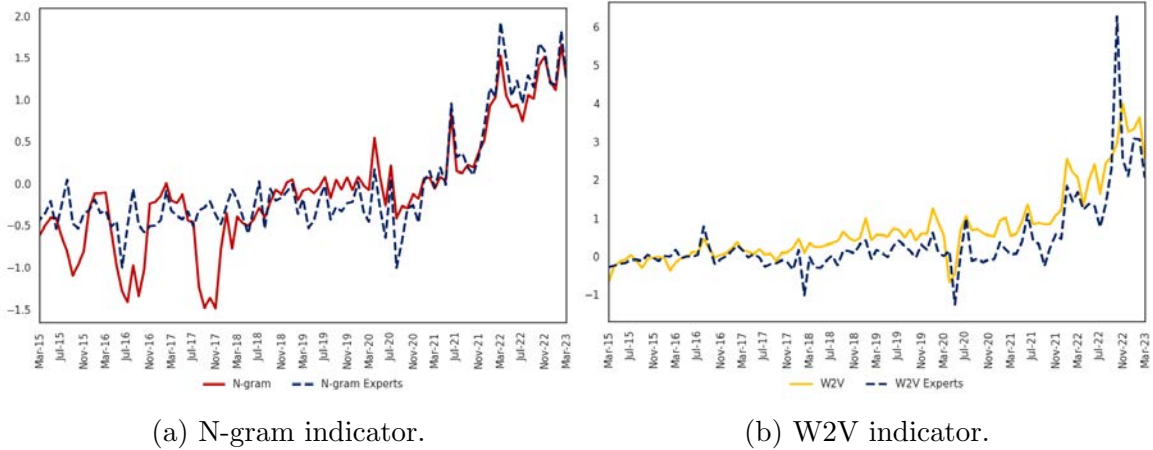 2.0
1.5
1.0
0.5
0.0
−0.5
−1.0
−1.5
Mar-15
Jul-15
Nov-15
Mar-16
Jul-16
Nov-16
Mar-17
Jul-17
Nov-17
Mar-18
Jul-18
Nov-18
Mar-19
Jul-19
Nov-19
Mar-20
Jul-20
Nov-20
Mar-21
Jul-21
Nov-21
Mar-22
Jul-22
Nov-22
Mar-23
N-gram N-gram Experts
(a) N-gram indicator.
6
5
4
3
2
1
0
−1
Mar-15
Jul-15
Nov-15
Mar-16
Jul-16
Nov-16
Mar-17
Jul-17
Nov-17
Mar-18
Jul-18
Nov-18
Mar-19
Jul-19
Nov-19
Mar-20
Jul-20
Nov-20
Mar-21
Jul-21
Nov-21
Mar-22
Jul-22
Nov-22
Mar-23
W2V W2V Experts
(b) W2V indicator.